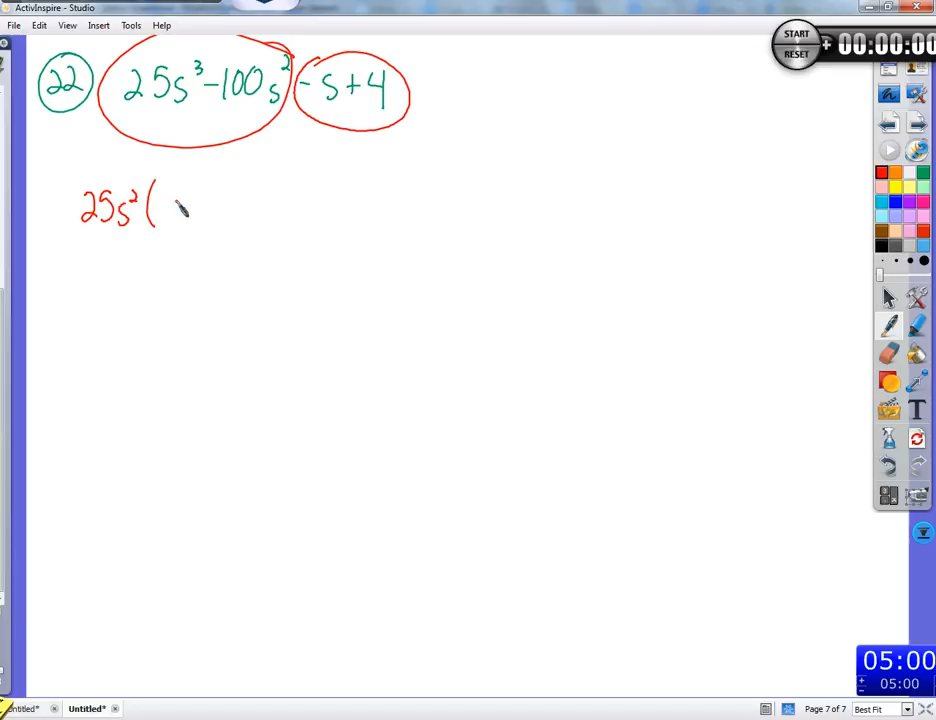 ActivInspire - Studio
File Edit View Insert Tools Help
START
RESET
+ 00:00:00
22 25s³-100s² - s+4
25s²(
05:00
05:00
ntitled* Untitled* Page 7 of 7 Best Fit